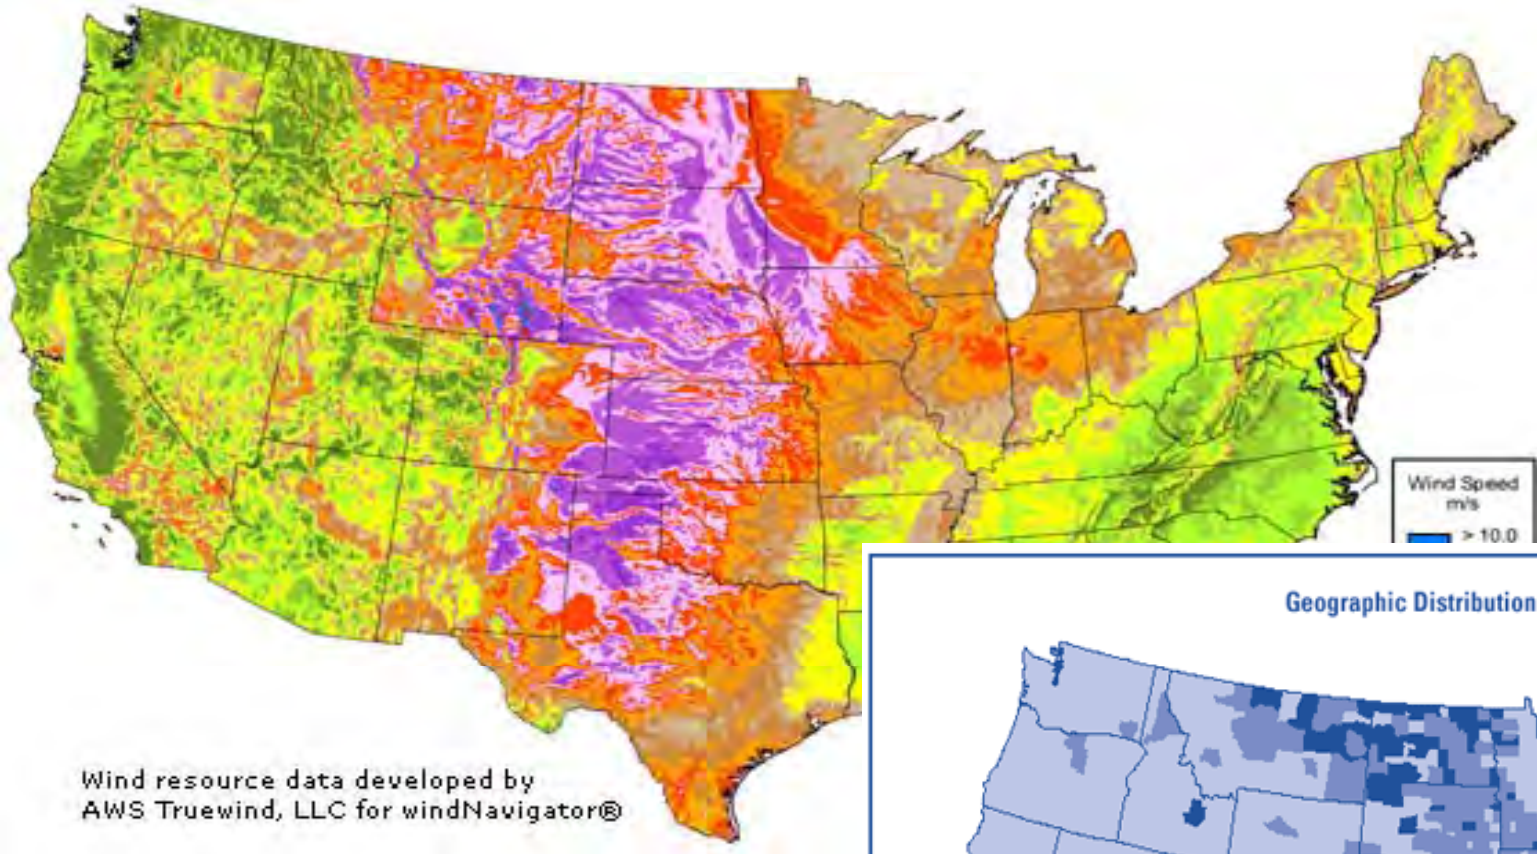 Wind Speed
m/s
> 10.0
Geographic Distribution
Wind resource data developed by
AWS Truewind, LLC for windNavigator®